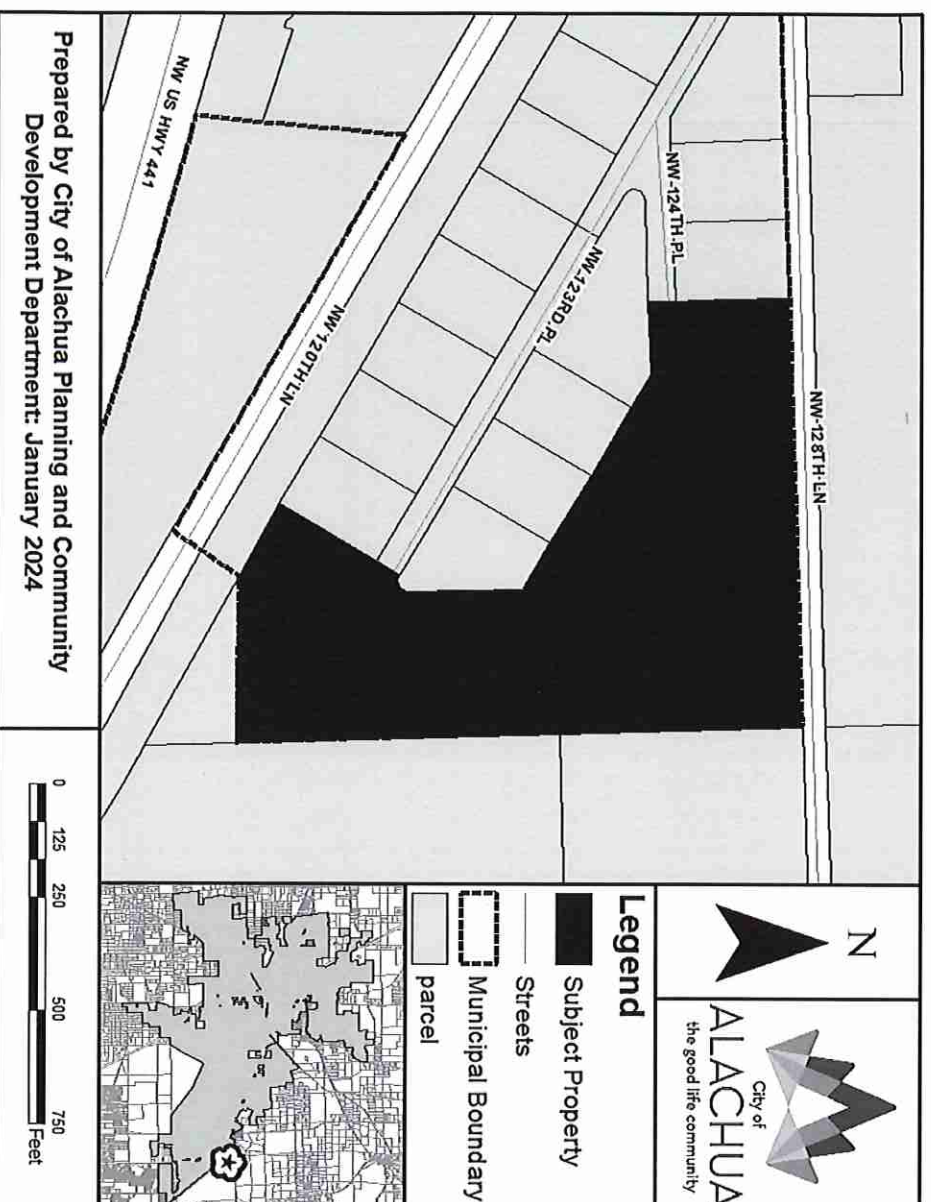 NW-128TH-LN
NW-124TH-PL
NW-123RD-PL
NW 120TH-LN
NW US HWY 441
N
City of
ALACHUA
the good life community
Legend
Subject Property
Streets
Municipal Boundary
parcel
Prepared by City of Alachua Planning and Community
Development Department: January 2024
0 125 250 500 750
Feet